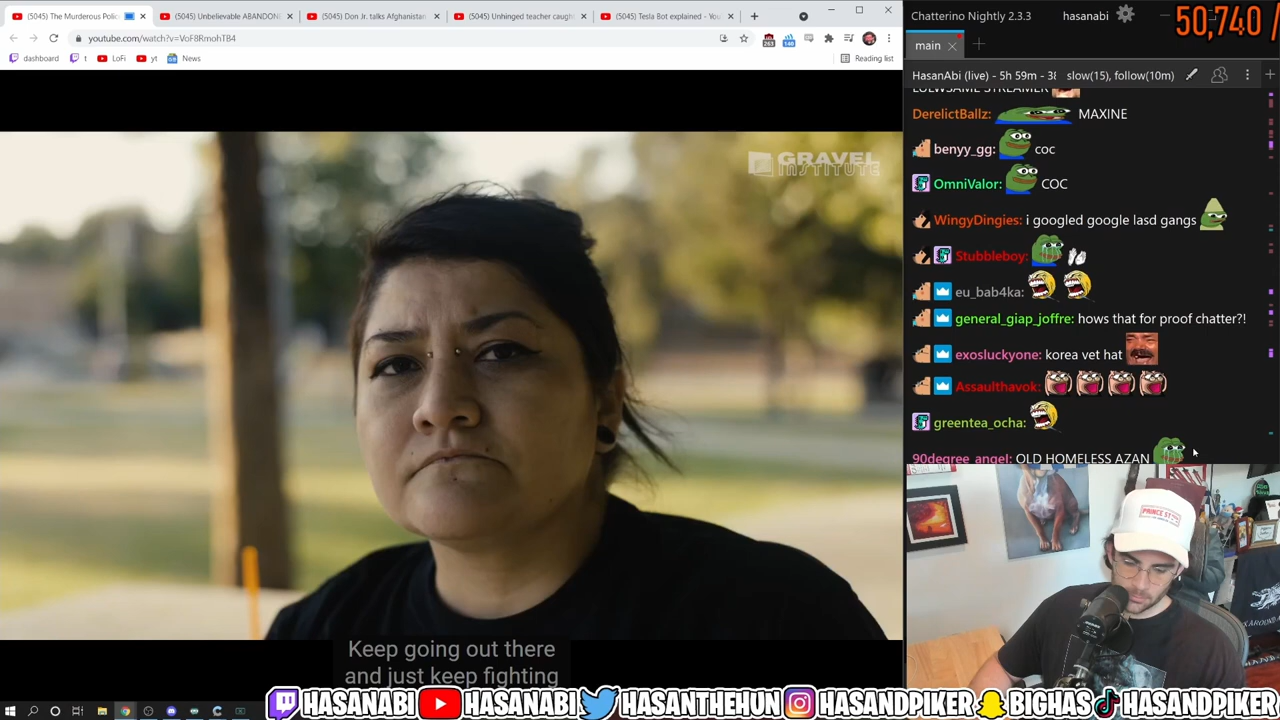 (5045) The Murderous Polic
(5045) Unbelievable ABANDON
(5045) Don Jr. talks Afghanistan
(5045) Unhinged teacher caught
(5045) Tesla Bot explained - You
youtube.com/watch?v=VoF8RmohTB4
dashboard
t
LoFi
yt
News
Reading list
GRAVEL
INSTITUTE
Keep going out there
and just keep fighting
Chatterino Nightly 2.3.3
hasanabi
50,740 /
main
HasanAbi (live) - 5h 59m - 38
slow(15), follow(10m)
LOLWSAME STREAMER
DerelictBallz: MAXINE
benyy_gg: coc
OmniValor: COC
WingyDingies: i googled google lasd gangs
Stubbleboy:
eu_bab4ka:
general_giap_joffre: hows that for proof chatter?!
exosluckyone: korea vet hat
Assaulthavok:
greentea_ocha:
90degree_angel: OLD HOMELESS AZAN
PRINCE ST
HASANABI
HASANABI
HASANTHEHUN
HASANDPIKER
BIGHAS
HASANDPIKER